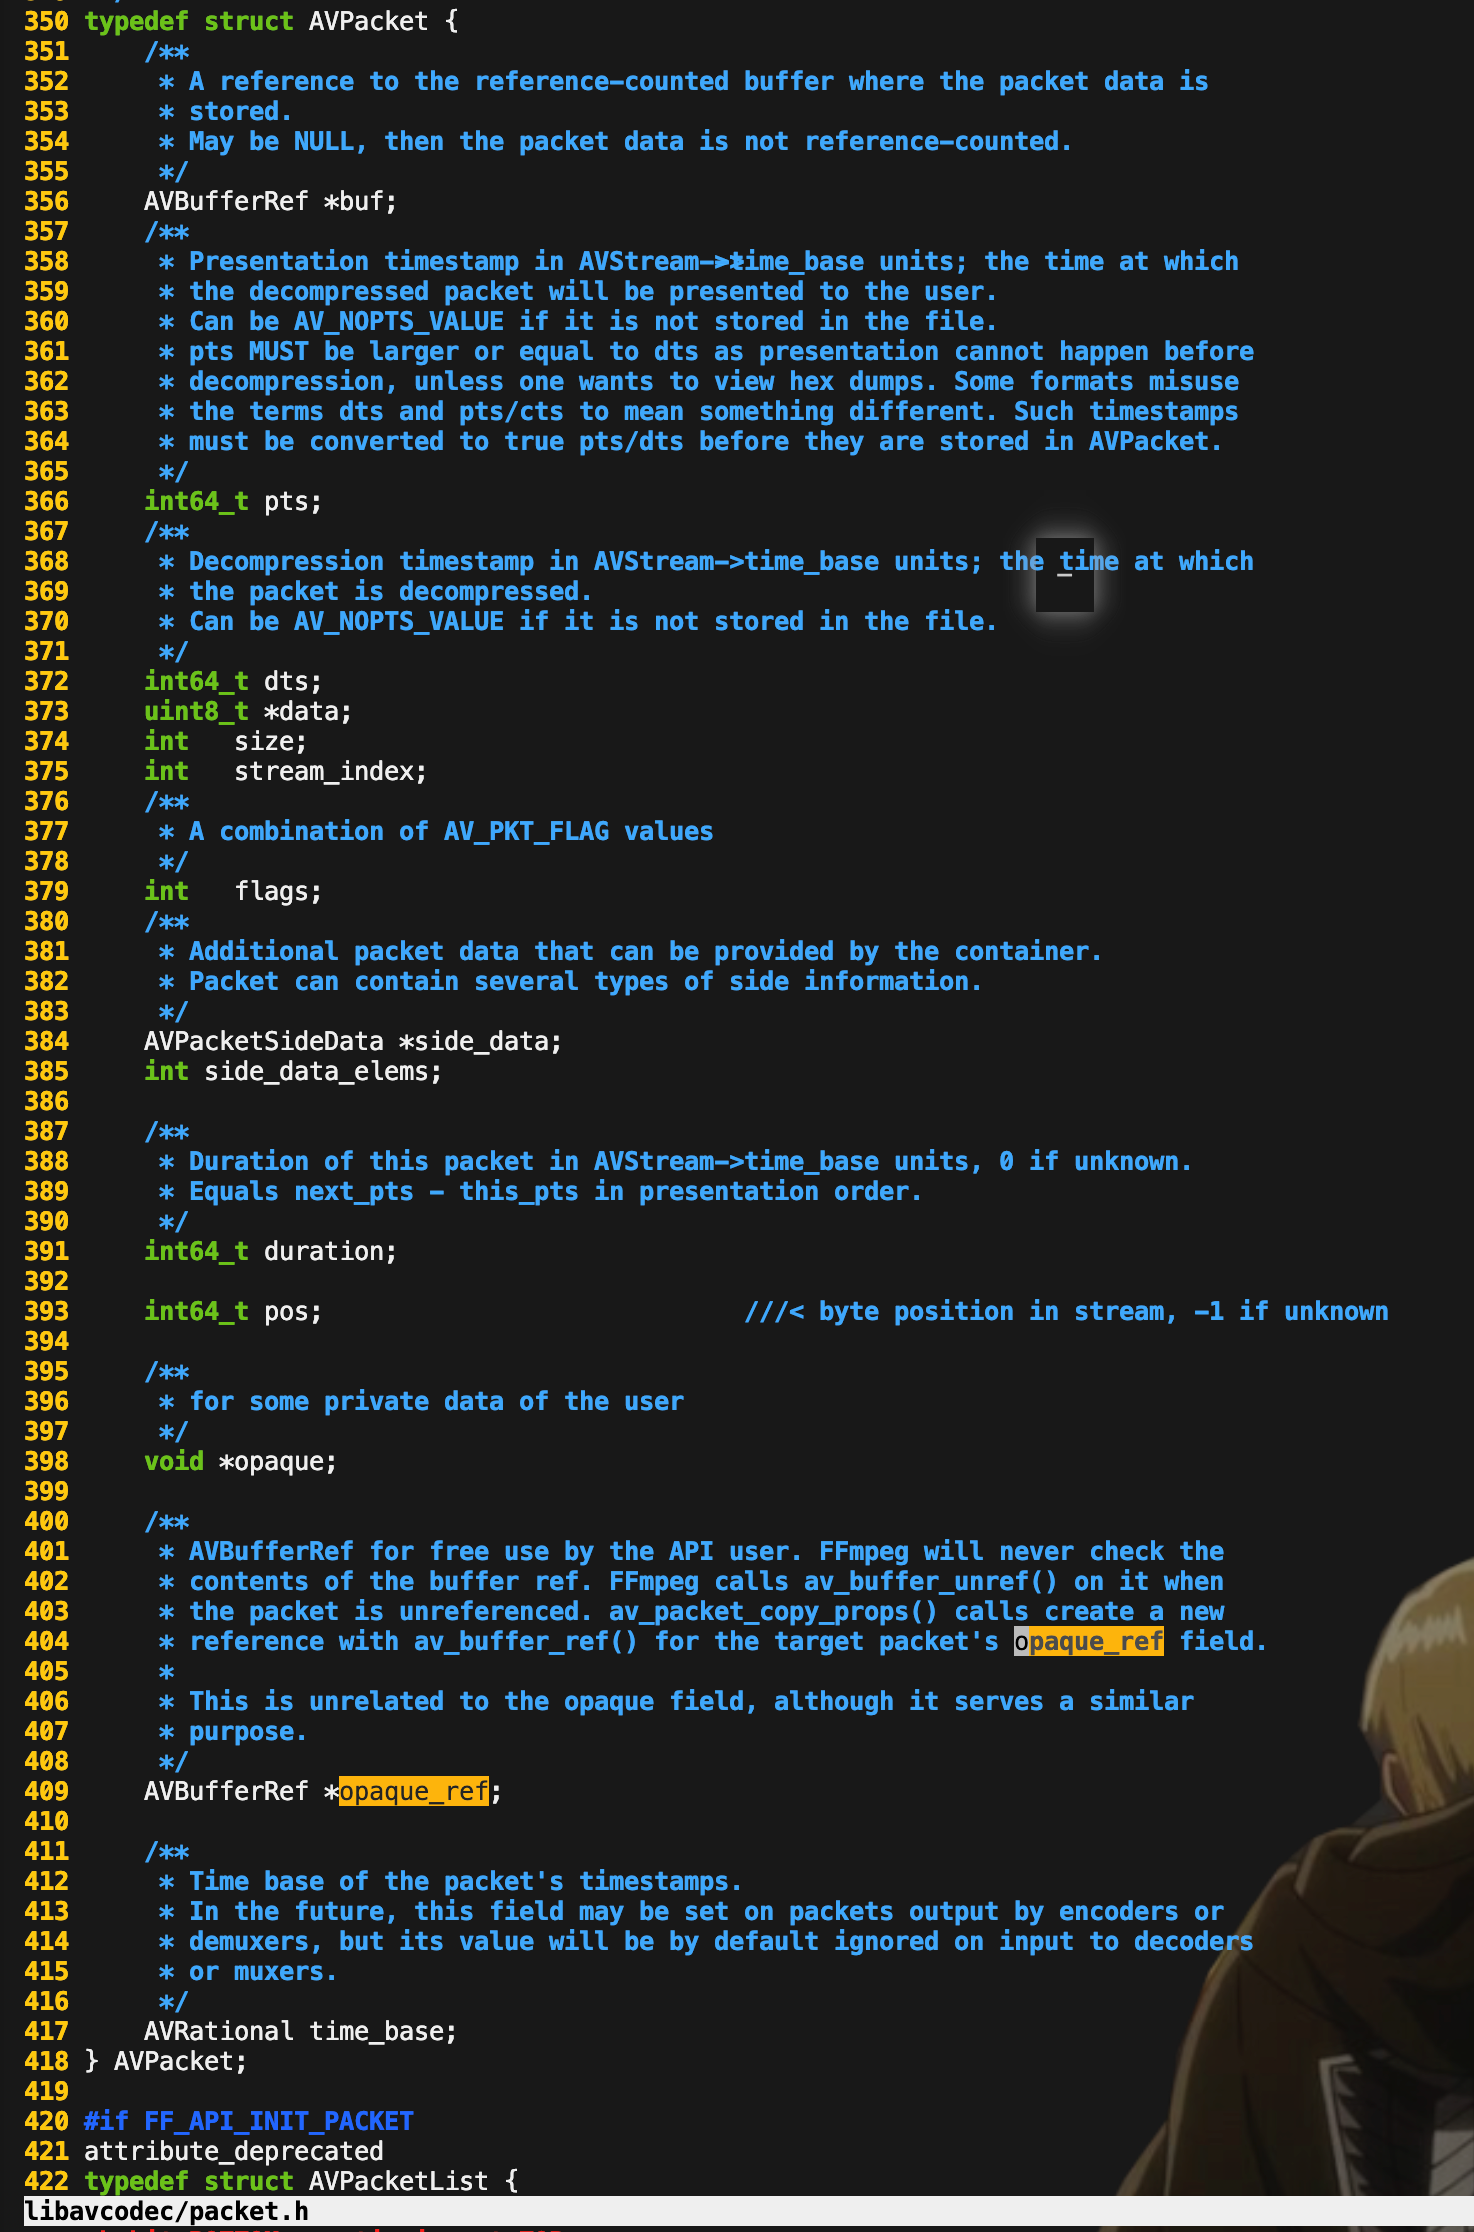 350 typedef struct AVPacket {
351     /**
352      * A reference to the reference-counted buffer where the packet data is
353      * stored.
354      * May be NULL, then the packet data is not reference-counted.
355      */
356     AVBufferRef *buf;
357     /**
358      * Presentation timestamp in AVStream->time_base units; the time at which
359      * the decompressed packet will be presented to the user.
360      * Can be AV_NOPTS_VALUE if it is not stored in the file.
361      * pts MUST be larger or equal to dts as presentation cannot happen before
362      * decompression, unless one wants to view hex dumps. Some formats misuse
363      * the terms dts and pts/cts to mean something different. Such timestamps
364      * must be converted to true pts/dts before they are stored in AVPacket.
365      */
366     int64_t pts;
367     /**
368      * Decompression timestamp in AVStream->time_base units; the time at which
369      * the packet is decompressed.
370      * Can be AV_NOPTS_VALUE if it is not stored in the file.
371      */
372     int64_t dts;
373     uint8_t *data;
374     int   size;
375     int   stream_index;
376     /**
377      * A combination of AV_PKT_FLAG values
378      */
379     int   flags;
380     /**
381      * Additional packet data that can be provided by the container.
382      * Packet can contain several types of side information.
383      */
384     AVPacketSideData *side_data;
385     int side_data_elems;
386
387     /**
388      * Duration of this packet in AVStream->time_base units, 0 if unknown.
389      * Equals next_pts - this_pts in presentation order.
390      */
391     int64_t duration;
392
393     int64_t pos;                            ///< byte position in stream, -1 if unknown
394
395     /**
396      * for some private data of the user
397      */
398     void *opaque;
399
400     /**
401      * AVBufferRef for free use by the API user. FFmpeg will never check the
402      * contents of the buffer ref. FFmpeg calls av_buffer_unref() on it when
403      * the packet is unreferenced. av_packet_copy_props() calls create a new
404      * reference with av_buffer_ref() for the target packet's opaque_ref field.
405      *
406      * This is unrelated to the opaque field, although it serves a similar
407      * purpose.
408      */
409     AVBufferRef *opaque_ref;
410
411     /**
412      * Time base of the packet's timestamps.
413      * In the future, this field may be set on packets output by encoders or
414      * demuxers, but its value will be by default ignored on input to decoders
415      * or muxers.
416      */
417     AVRational time_base;
418 } AVPacket;
419
420 #if FF_API_INIT_PACKET
421 attribute_deprecated
422 typedef struct AVPacketList {
libavcodec/packet.h